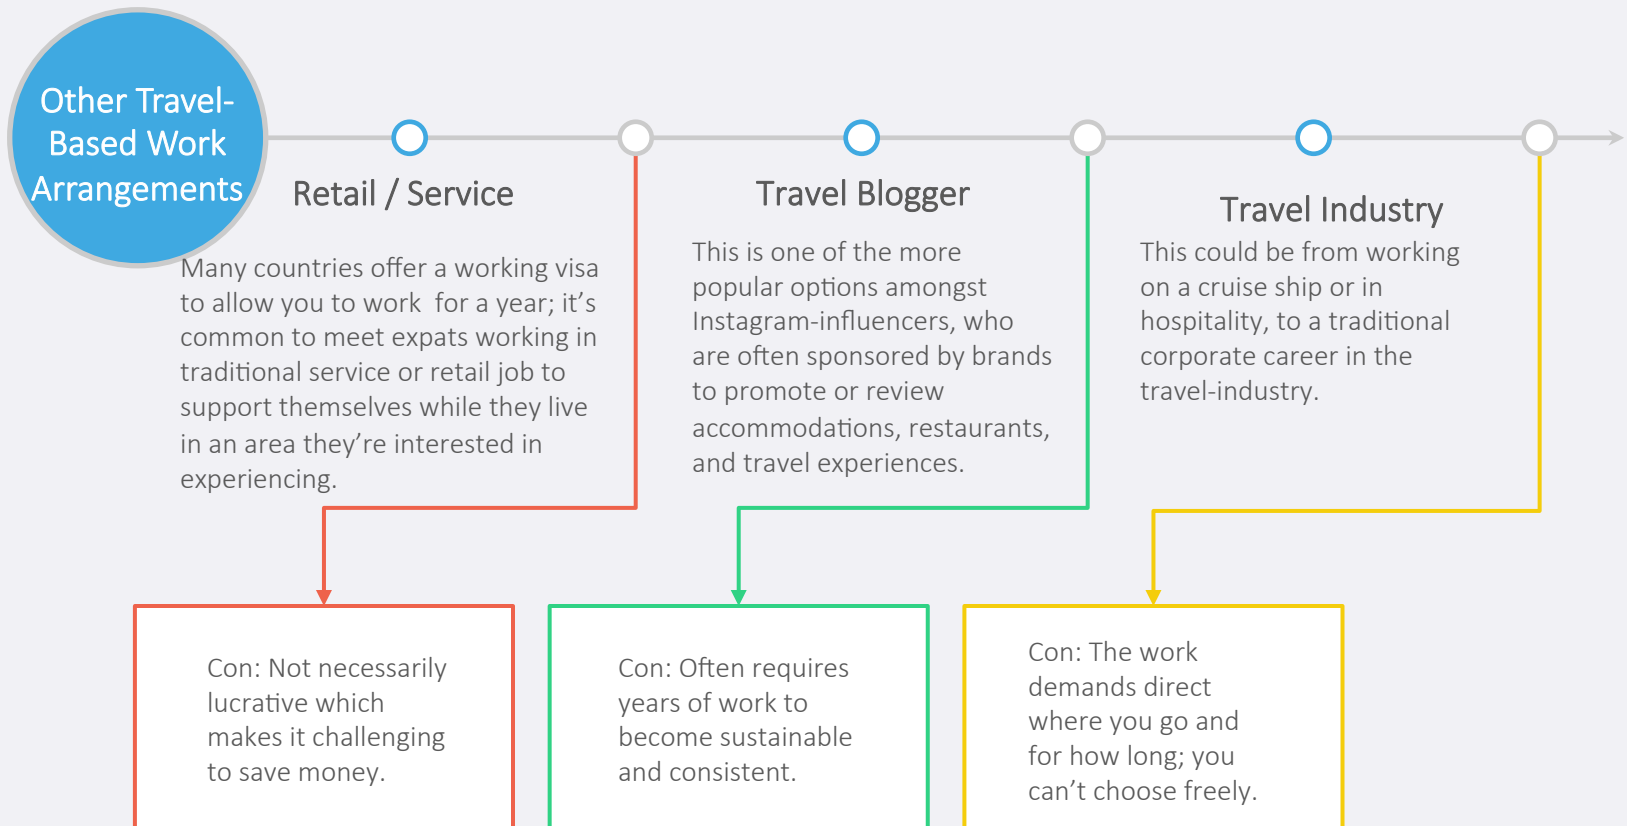 Other Travel-
Based Work
Arrangements
Retail / Service
Many countries offer a working visa
to allow you to work  for a year; it’s
common to meet expats working in
traditional service or retail job to
support themselves while they live
in an area they’re interested in
experiencing.
Travel Blogger
This is one of the more
popular options amongst
Instagram-influencers, who
are often sponsored by brands
to promote or review
accommodations, restaurants,
and travel experiences.
Travel Industry
This could be from working
on a cruise ship or in
hospitality, to a traditional
corporate career in the
travel-industry.
Con: Not necessarily
lucrative which
makes it challenging
to save money.
Con: Often requires
years of work to
become sustainable
and consistent.
Con: The work
demands direct
where you go and
for how long; you
can’t choose freely.